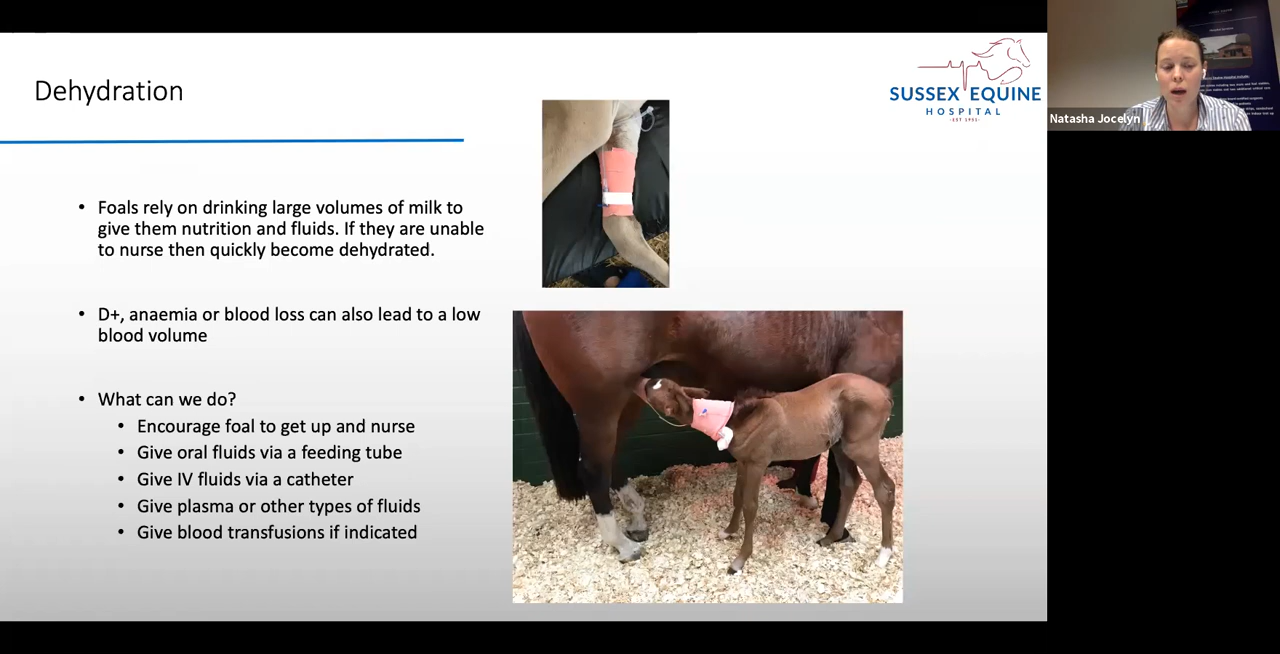 Dehydration
SUSSEX EQUINE
HOSPITAL
Natasha Jocelyn
• Foals rely on drinking large volumes of milk to
give them nutrition and fluids. If they are unable
to nurse then quickly become dehydrated.
• D+, anaemia or blood loss can also lead to a low
blood volume
• What can we do?
• Encourage foal to get up and nurse
• Give oral fluids via a feeding tube
• Give IV fluids via a catheter
• Give plasma or other types of fluids
• Give blood transfusions if indicated